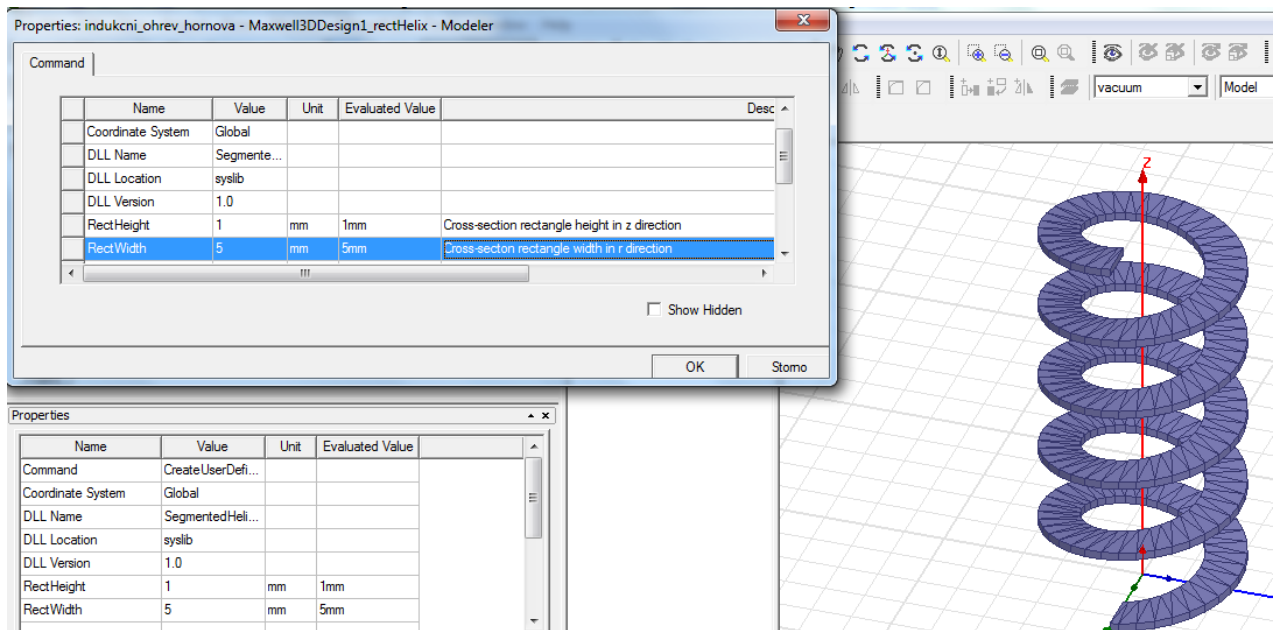 Properties: indukcni_ohrev_hornova - Maxwell3DDesign1_rectHelix - Modeler
Command
Name Value Unit Evaluated Value Desc
Coordinate System Global
DLL Name Segmente...
DLL Location syslib
DLL Version 1.0
RectHeight 1 mm 1mm Cross-section rectangle height in z direction
RectWidth 5 mm 5mm Cross-secton rectangle width in r direction
Show Hidden
OK Storno
vacuum Model
Z
Properties
Name Value Unit Evaluated Value
Command CreateUserDefi...
Coordinate System Global
DLL Name SegmentedHeli...
DLL Location syslib
DLL Version 1.0
RectHeight 1 mm 1mm
RectWidth 5 mm 5mm